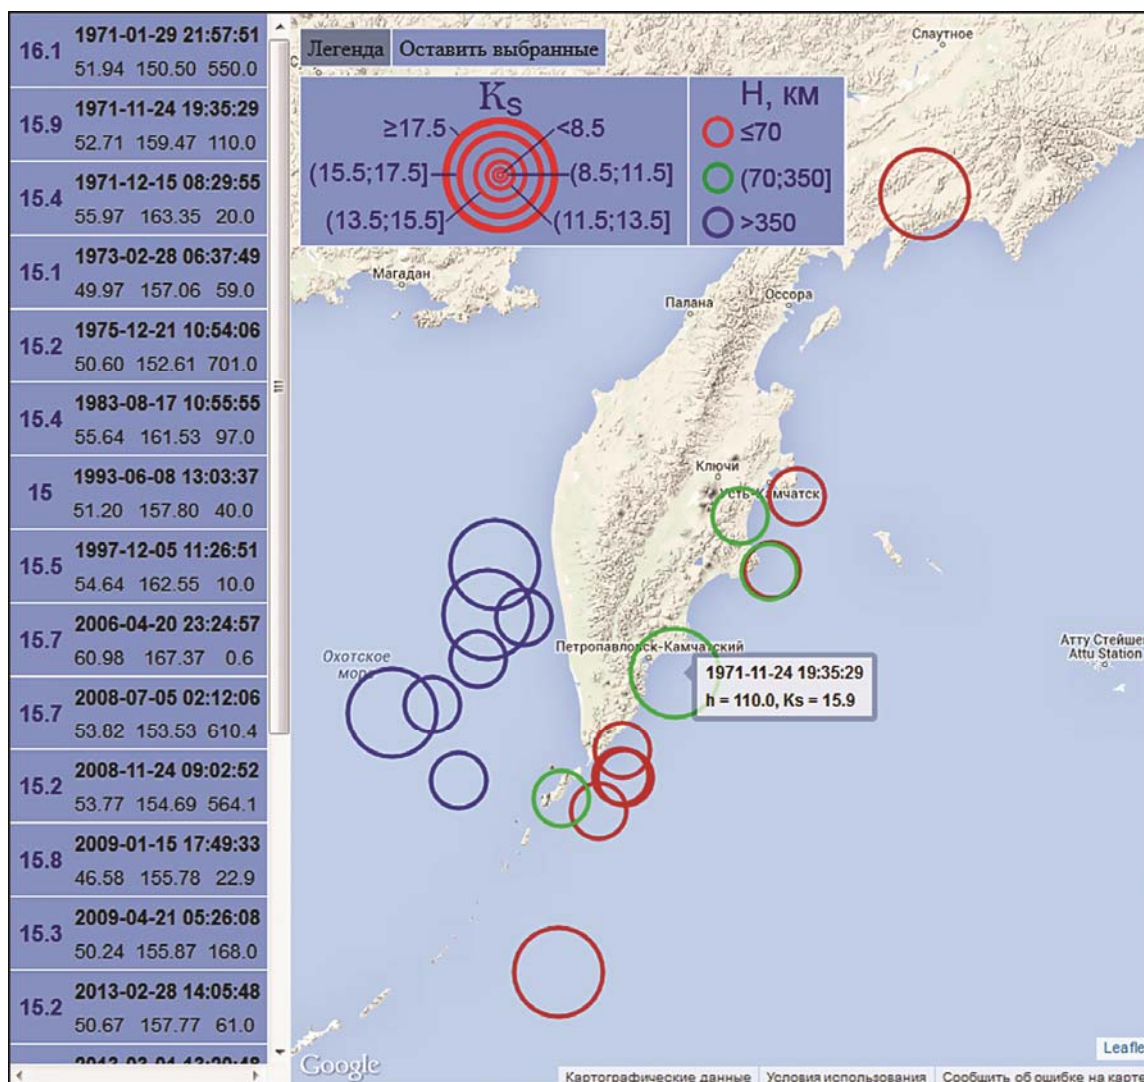 16.1
1971-01-29 21:57:51
51.94 150.50 550.0
15.9
1971-11-24 19:35:29
52.71 159.47 110.0
15.4
1971-12-15 08:29:55
55.97 163.35 20.0
15.1
1973-02-28 06:37:49
49.97 157.06 59.0
15.2
1975-12-21 10:54:06
50.60 152.61 701.0
15.4
1983-08-17 10:55:55
55.64 161.53 97.0
15
1993-06-08 13:03:37
51.20 157.80 40.0
15.5
1997-12-05 11:26:51
54.64 162.55 10.0
15.7
2006-04-20 23:24:57
60.98 167.37 0.6
15.7
2008-07-05 02:12:06
53.82 153.53 610.4
15.2
2008-11-24 09:02:52
53.77 154.69 564.1
15.8
2009-01-15 17:49:33
46.58 155.78 22.9
15.3
2009-04-21 05:26:08
50.24 155.87 168.0
15.2
2013-02-28 14:05:48
50.67 157.77 61.0
Легенда Оставить выбранные
Ks
≥17.5 <8.5
(15.5;17.5] (8.5;11.5]
(13.5;15.5] (11.5;13.5]
H, км
≤70
(70;350]
>350
Слаутное
Магадан
Палана
Оссора
Ключи
Усть-Камчатск
Петропавловск-Камчатский
Охотское
море
Атту Стейшен
Attu Station
1971-11-24 19:35:29
h = 110.0, Ks = 15.9
Google
Leafle
Картографические данные Условия использования Сообщить об ошибке на карте